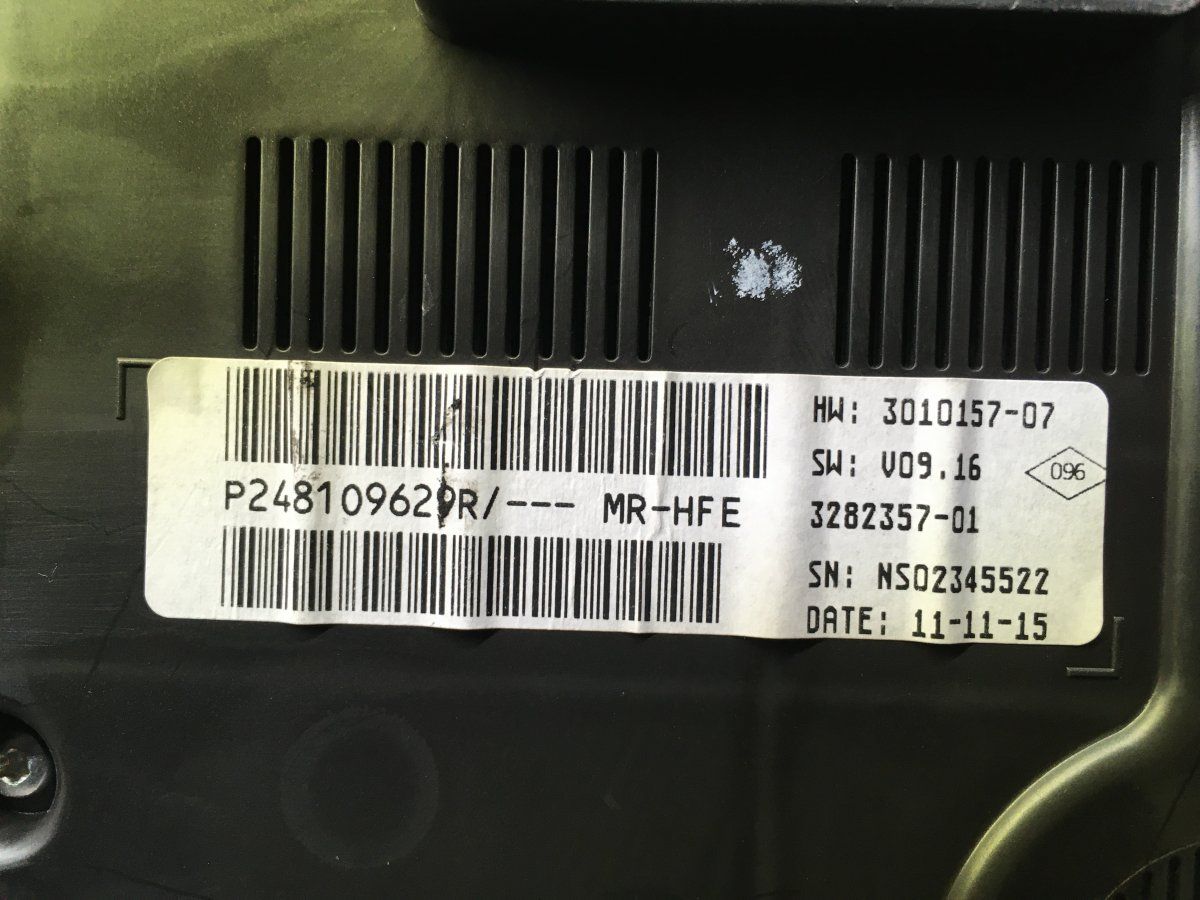 P248109629R/--- MR-HFE
HW: 3010157-07
SW: V09.16
096
3282357-01
SN: NS02345522
DATE: 11-11-15